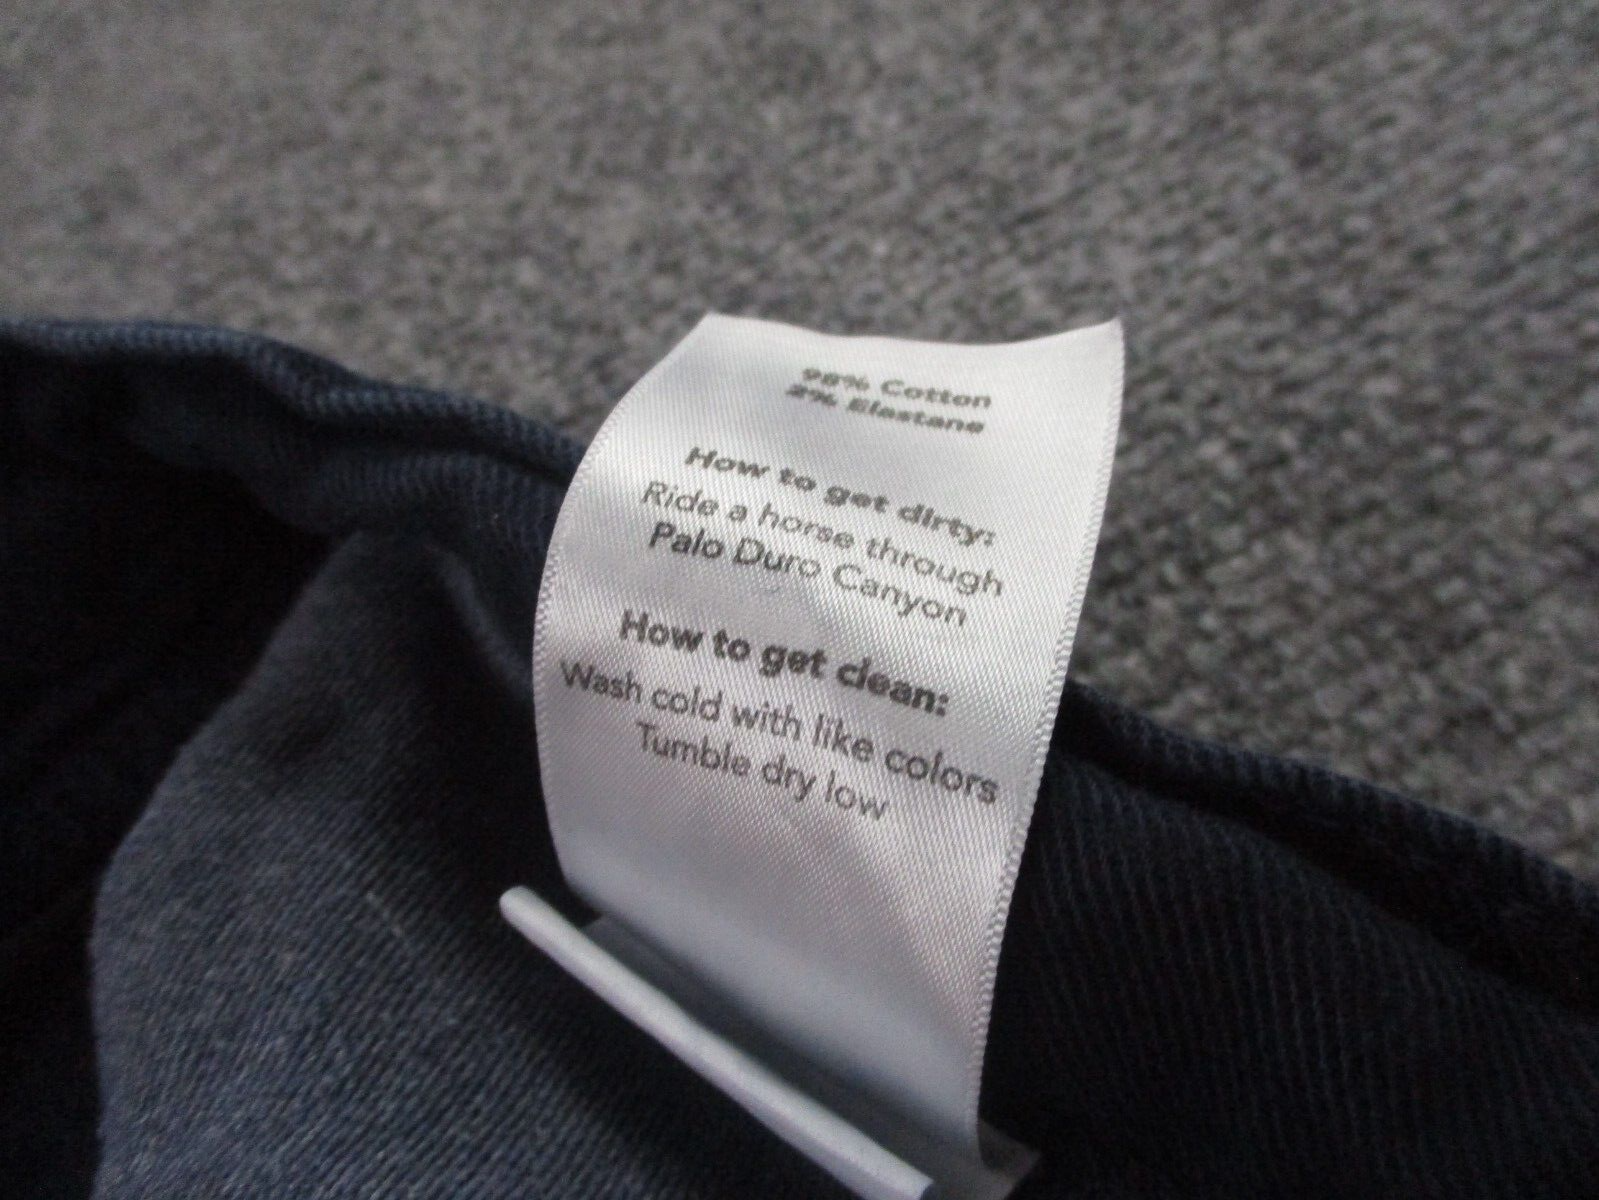 98% Cotton
2% Elastane
How to get dirty:
Ride a horse through
Palo Duro Canyon
How to get clean:
Wash cold with like colors
Tumble dry low